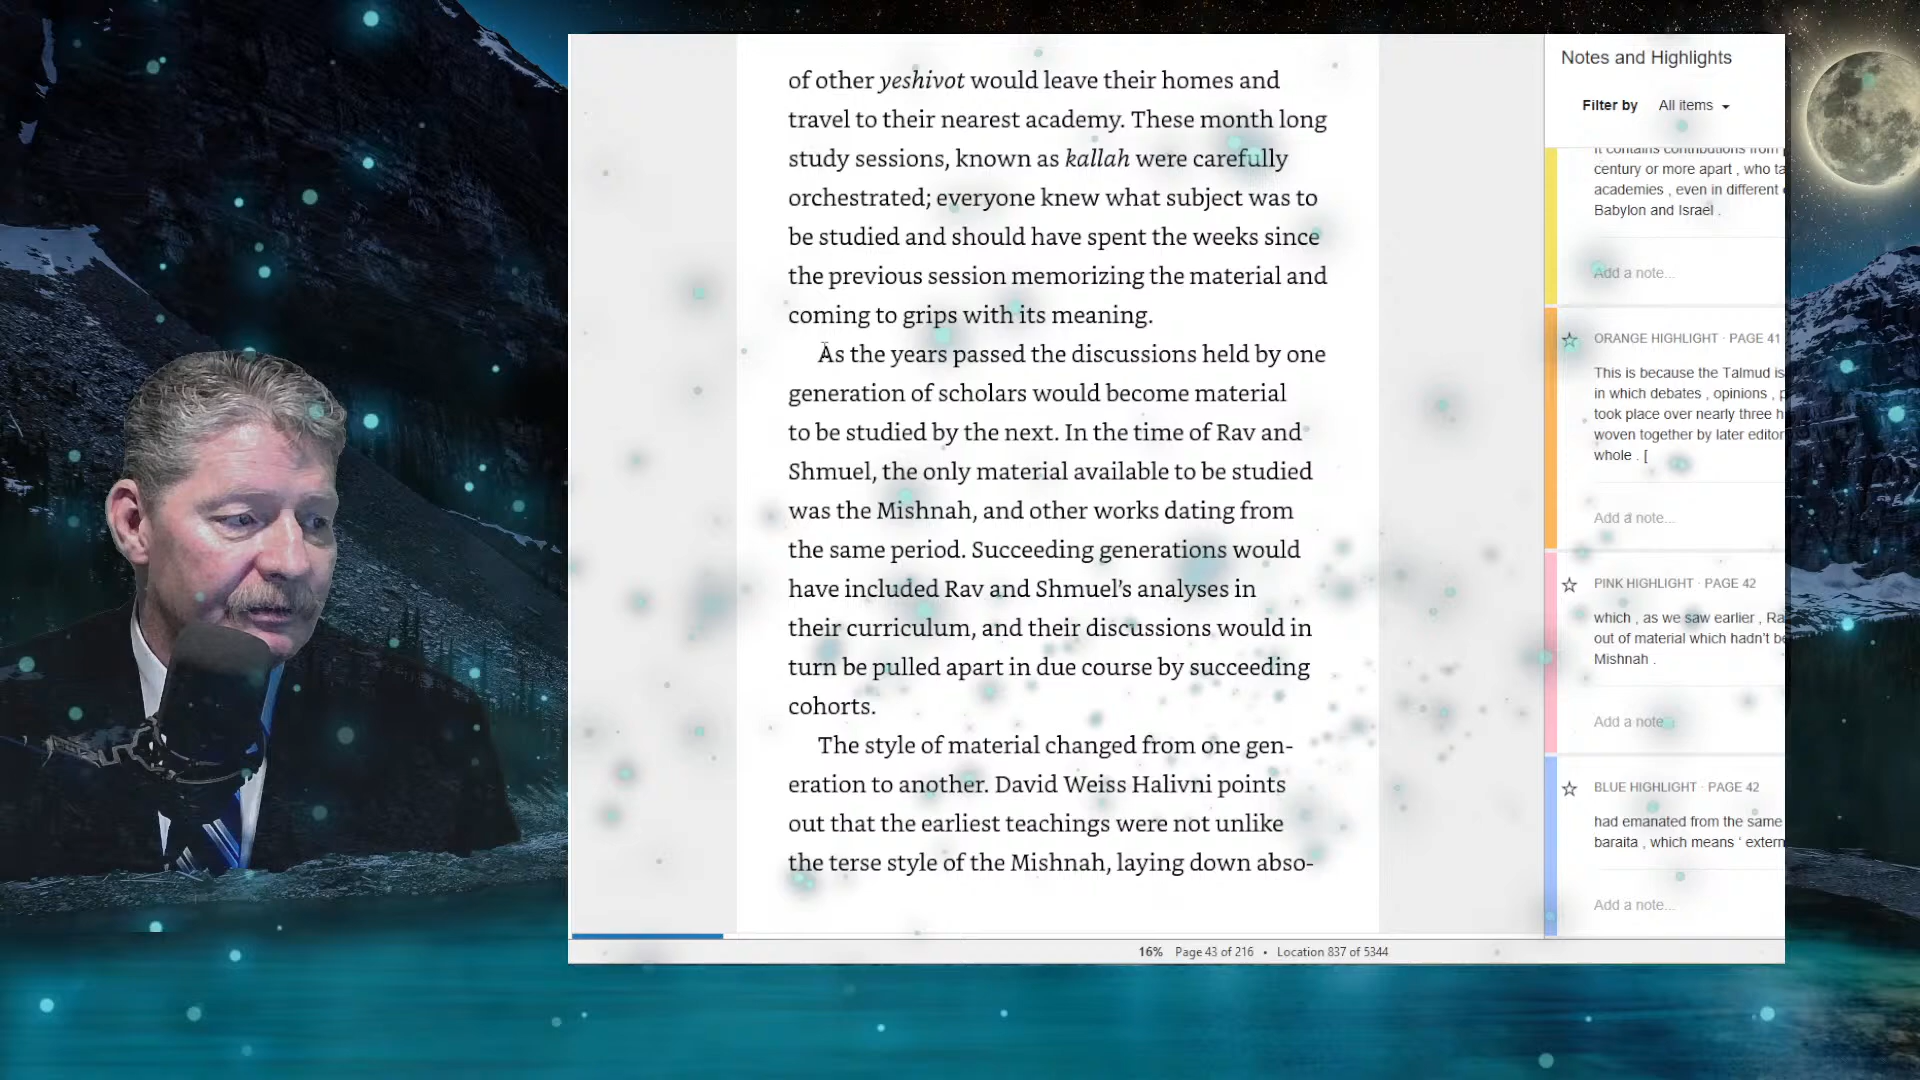 of other yeshivot would leave their homes and
travel to their nearest academy. These month long
study sessions, known as kallah were carefully
orchestrated; everyone knew what subject was to
be studied and should have spent the weeks since
the previous session memorizing the material and
coming to grips with its meaning.
As the years passed the discussions held by one
generation of scholars would become material
to be studied by the next. In the time of Rav and
Shmuel, the only material available to be studied
was the Mishnah, and other works dating from
the same period. Succeeding generations would
have included Rav and Shmuel's analyses in
their curriculum, and their discussions would in
turn be pulled apart in due course by succeeding
cohorts.
The style of material changed from one gen-
eration to another. David Weiss Halivni points
out that the earliest teachings were not unlike
the terse style of the Mishnah, laying down abso-
16% Page 43 of 216 • Location 837 of 5344
Notes and Highlights
Filter by All items
It contains contributions from
century or more apart , who ta
academies , even in different
Babylon and Israel .
Add a note...
ORANGE HIGHLIGHT · PAGE 41
This is because the Talmud is
in which debates , opinions , p
took place over nearly three h
woven together by later editor
whole . [
Add a note...
PINK HIGHLIGHT · PAGE 42
which , as we saw earlier , Ra
out of material which hadn't be
Mishnah .
Add a note...
BLUE HIGHLIGHT · PAGE 42
had emanated from the same
baraita , which means ' extern
Add a note...